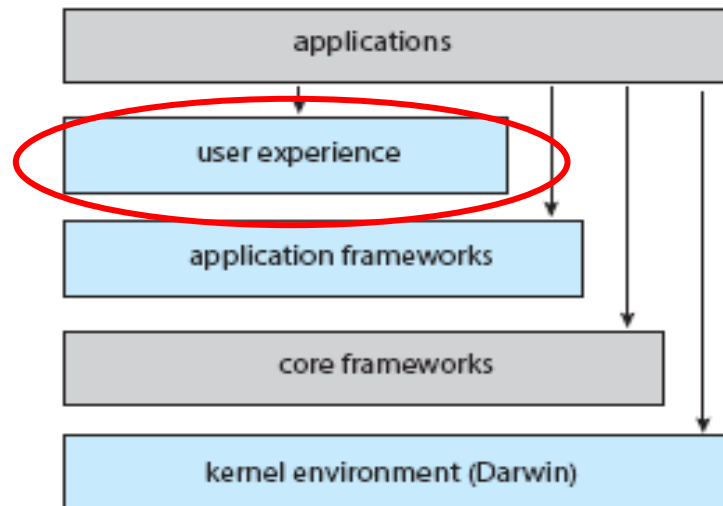 applications
user experience
application frameworks
core frameworks
kernel environment (Darwin)